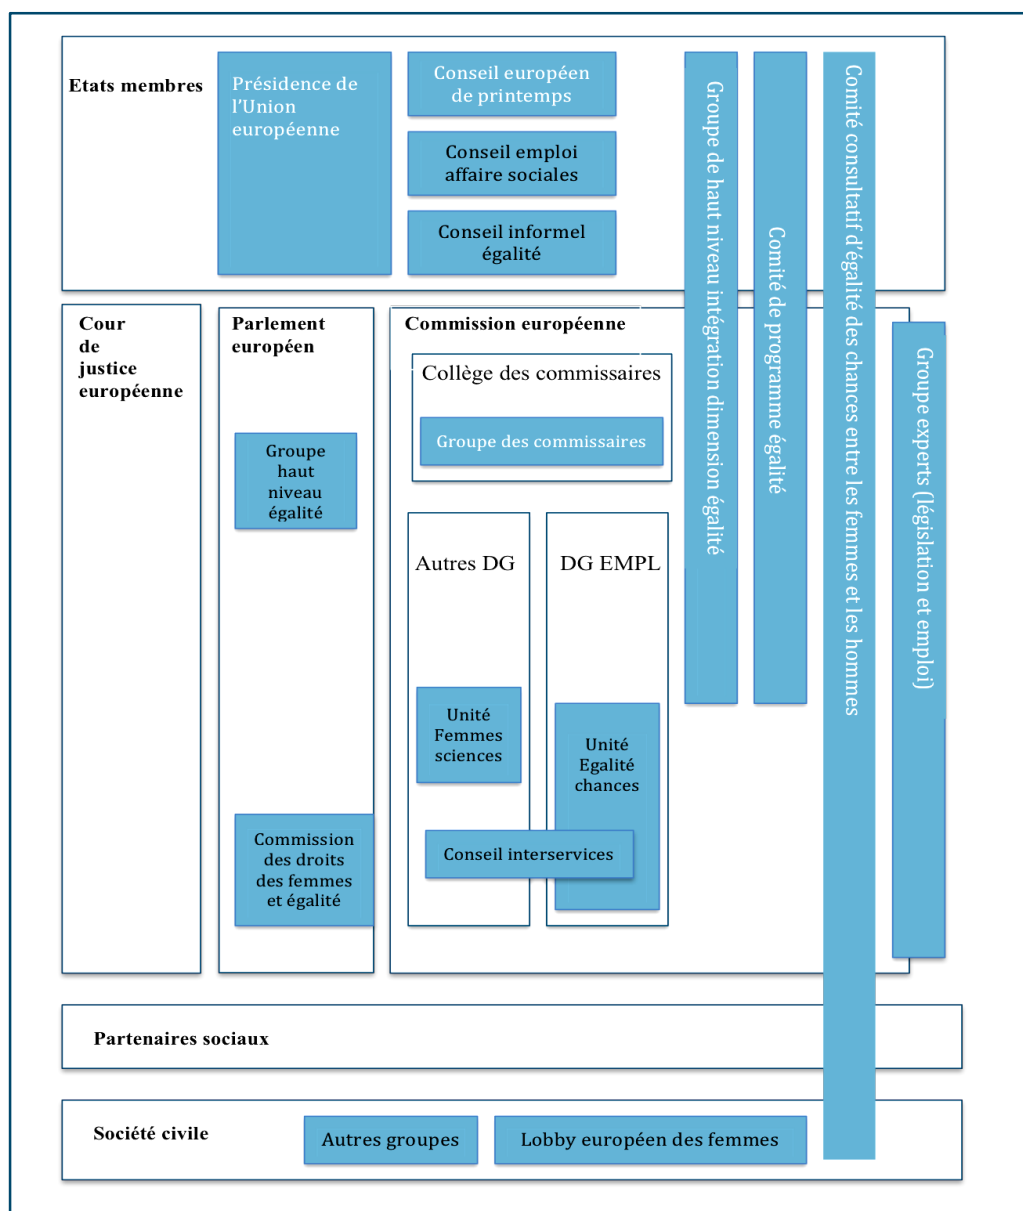 Etats membres
Présidence de
l'Union
européenne
Conseil européen
de printemps
Conseil emploi
affaire sociales
Conseil informel
égalité
Groupe de haut niveau intégration dimension égalité
Comité de programme égalité
Comité consultatif d'égalité des chances entre les femmes et les hommes
Groupe experts (législation et emploi)
Cour
de
justice
européenne
Parlement
européen
Groupe
haut
niveau
égalité
Commission
des droits
des femmes
et égalité
Commission européenne
Collège des commissaires
Groupe des commissaires
Autres DG
Unité
Femmes
sciences
DG EMPL
Unité
Egalité
chances
Conseil interservices
Partenaires sociaux
Société civile
Autres groupes
Lobby européen des femmes